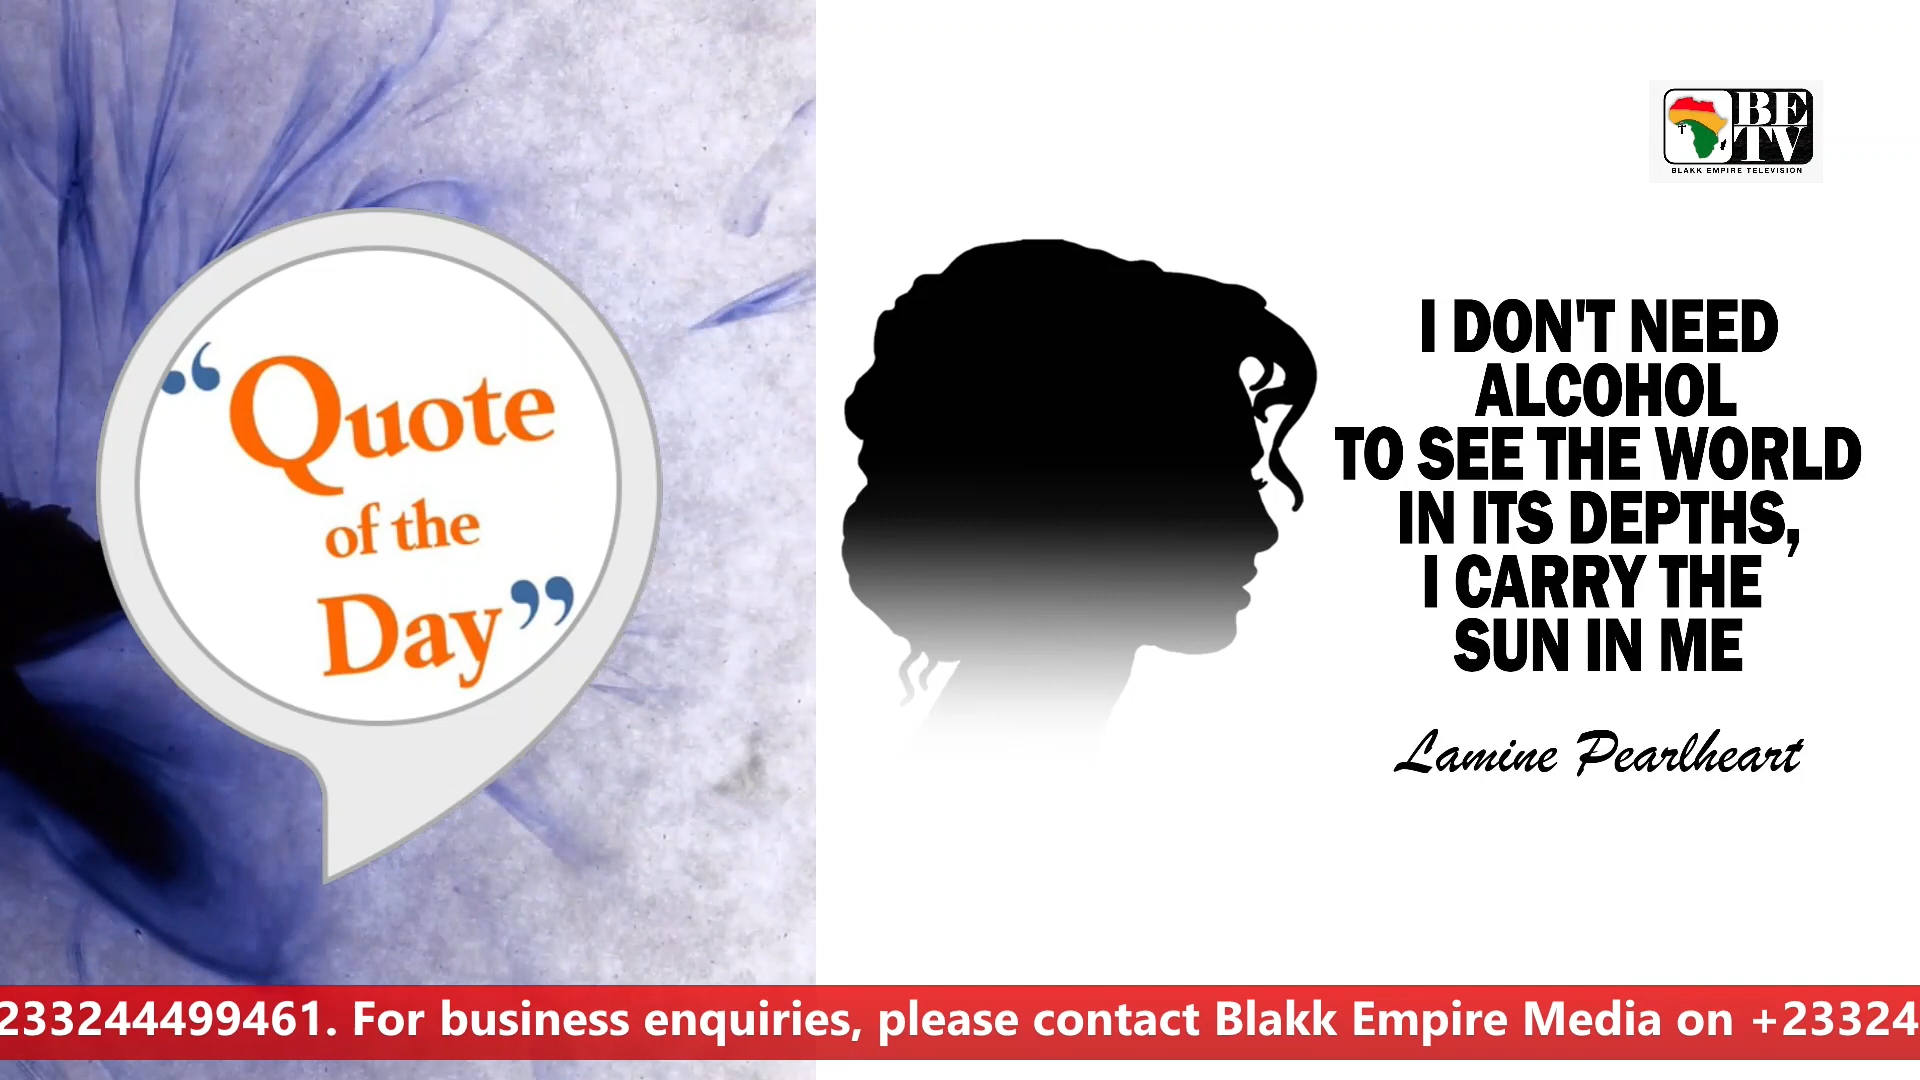 “Quote
of the
Day”
BE
TV
BLAKK EMPIRE TELEVISION
I DON'T NEED
ALCOHOL
TO SEE THE WORLD
IN ITS DEPTHS,
I CARRY THE
SUN IN ME
Lamine Pearlheart
233244499461. For business enquiries, please contact Blakk Empire Media on +23324